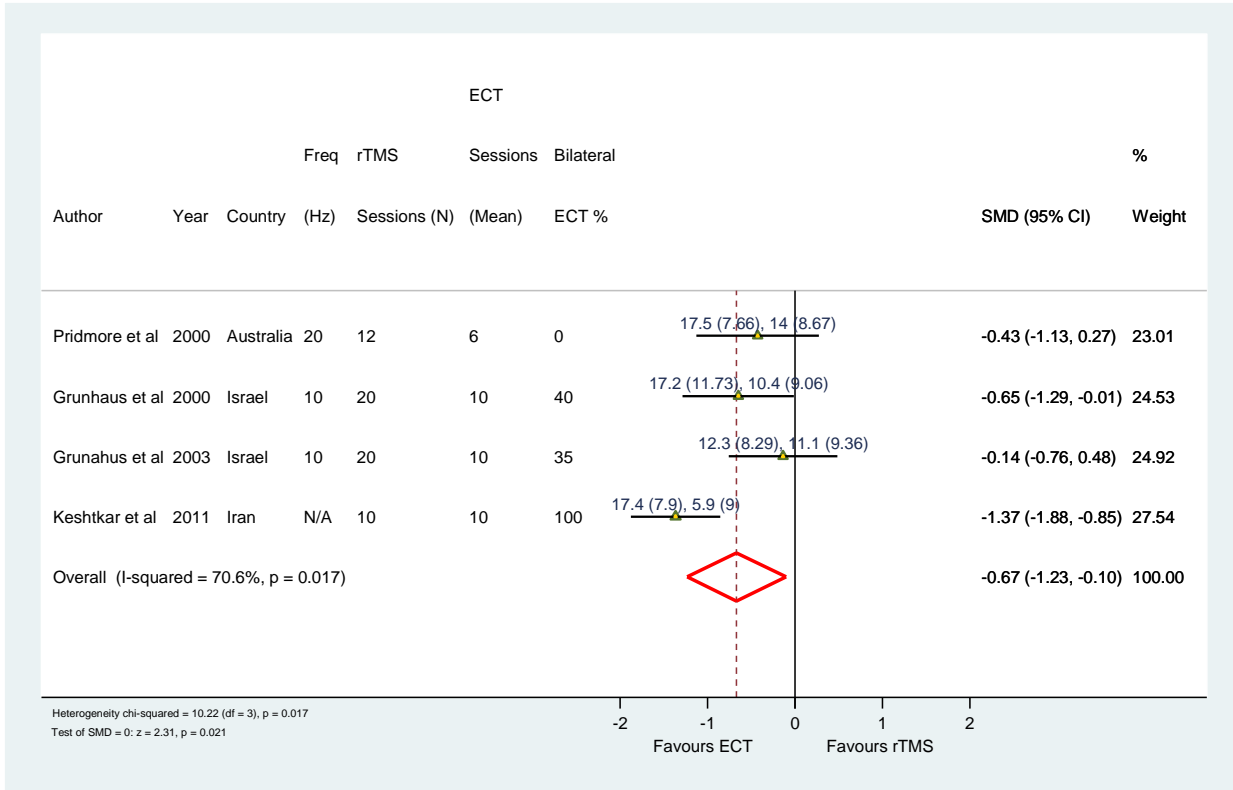 ECT
Freq rTMS Sessions Bilateral %
Author Year Country (Hz) Sessions (N) (Mean) ECT % SMD (95% CI) Weight
17.5 (7.66), 14 (8.67)
Pridmore et al 2000 Australia 20 12 6 0 -0.43 (-1.13, 0.27) 23.01
17.2 (11.73), 10.4 (9.06)
Grunhaus et al 2000 Israel 10 20 10 40 -0.65 (-1.29, -0.01) 24.53
12.3 (8.29), 11.1 (9.36)
Grunahus et al 2003 Israel 10 20 10 35 -0.14 (-0.76, 0.48) 24.92
17.4 (7.9), 5.9 (9)
Keshtkar et al 2011 Iran N/A 10 10 100 -1.37 (-1.88, -0.85) 27.54
Overall (I-squared = 70.6%, p = 0.017) -0.67 (-1.23, -0.10) 100.00
Heterogeneity chi-squared = 10.22 (df = 3), p = 0.017
Test of SMD = 0: z = 2.31, p = 0.021
-2 -1 0 1 2
Favours ECT Favours rTMS